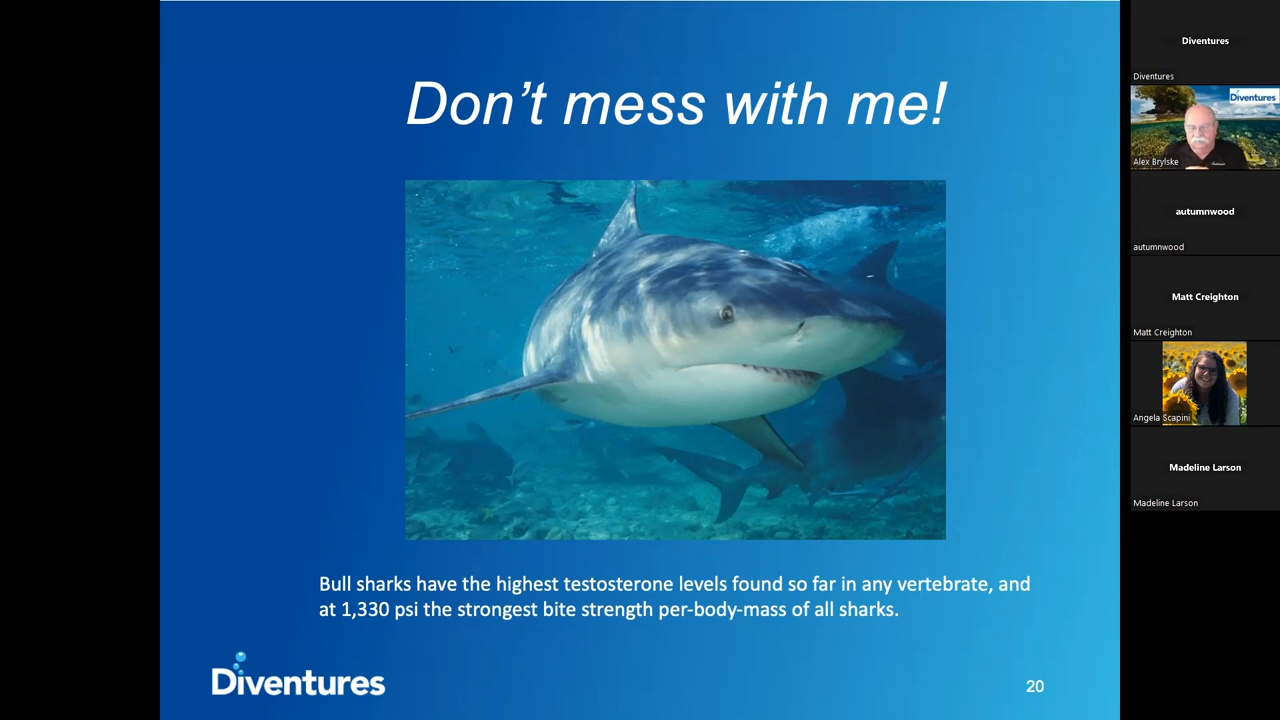 Don't mess with me!
Bull sharks have the highest testosterone levels found so far in any vertebrate, and
at 1,330 psi the strongest bite strength per-body-mass of all sharks.
Diventures
20
Diventures
Diventures
Diventures
Alex Brylske
autumnwood
autumnwood
Matt Creighton
Matt Creighton
Angela Scapini
Madeline Larson
Madeline Larson